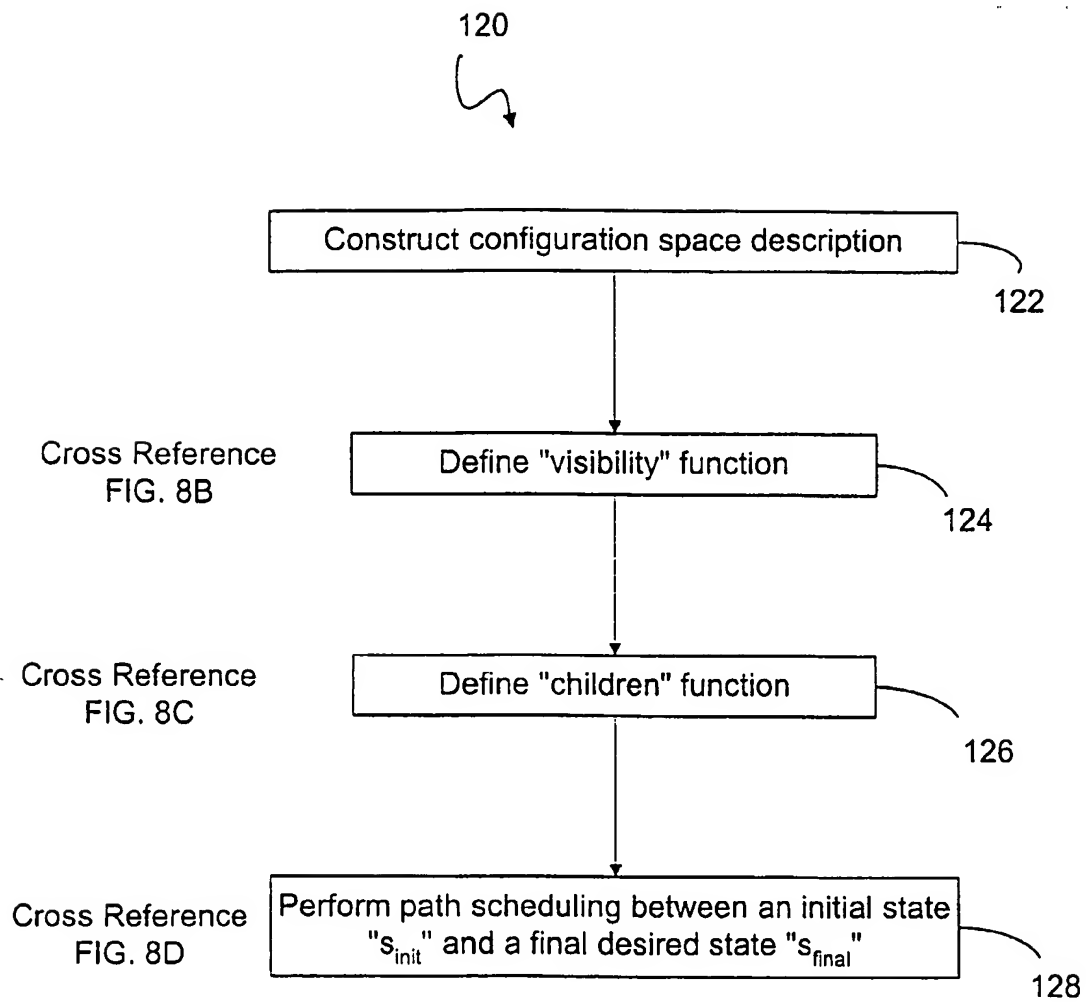 120
Construct configuration space description
122
Cross Reference
FIG. 8B
Define "visibility" function
124
Cross Reference
FIG. 8C
Define "children" function
126
Cross Reference
FIG. 8D
Perform path scheduling between an initial state
"s_init" and a final desired state "s_final"
128